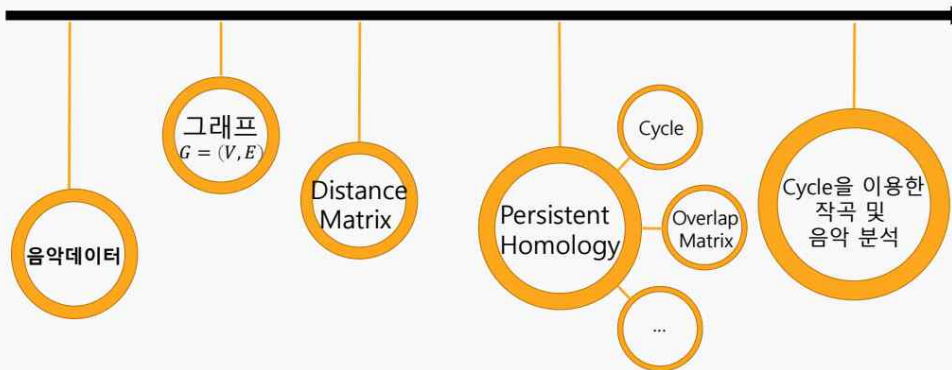 음악데이터
그래프
G = (V, E)
Distance
Matrix
Persistent
Homology
Cycle
Overlap
Matrix
...
Cycle을 이용한
작곡 및
음악 분석